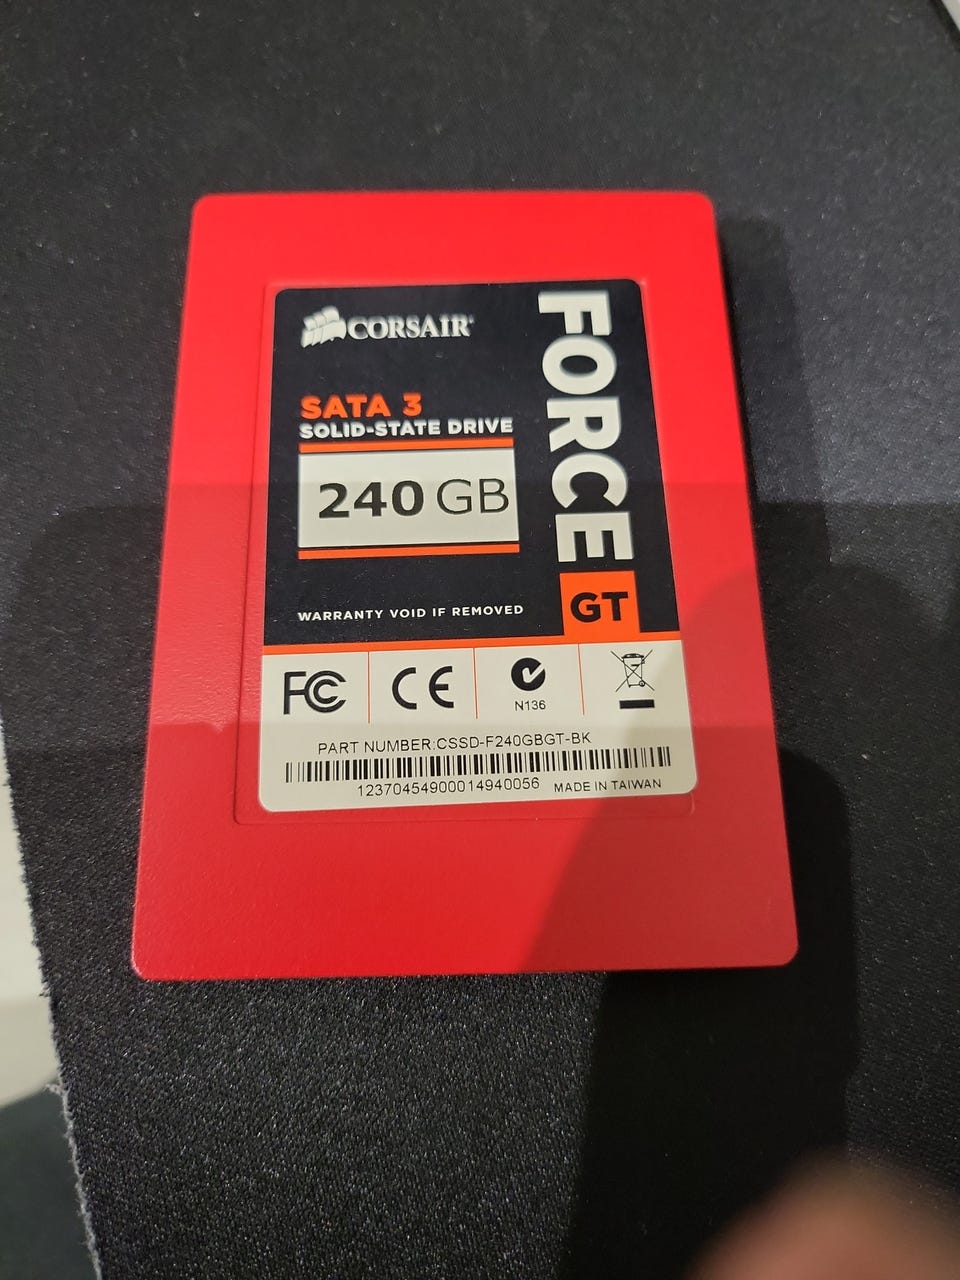 CORSAIR
FORCE
GT
SATA 3
SOLID-STATE DRIVE
240 GB
WARRANTY VOID IF REMOVED
FC CE
N136
PART NUMBER:CSSD-F240GBGT-BK
12370454900014940056 MADE IN TAIWAN